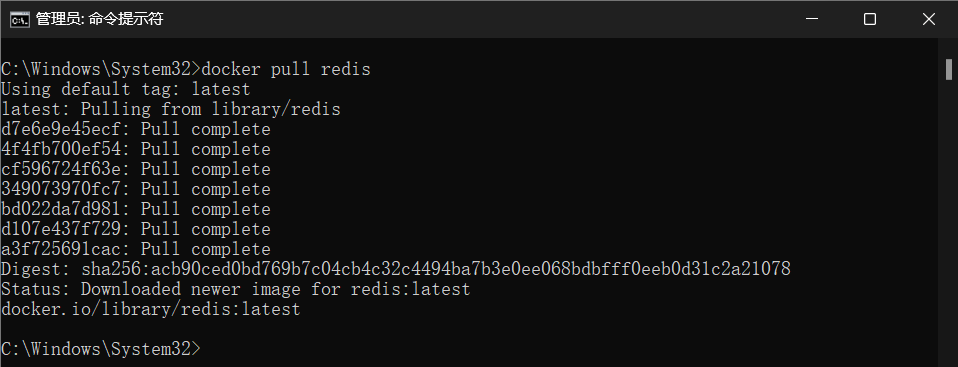 管理员: 命令提示符
C:\Windows\System32>docker pull redis
Using default tag: latest
latest: Pulling from library/redis
d7e6e9e45ecf: Pull complete
4f4fb700ef54: Pull complete
cf596724f63e: Pull complete
349073970fc7: Pull complete
bd022da7d981: Pull complete
d107e437f729: Pull complete
a3f725691cac: Pull complete
Digest: sha256:acb90ced0bd769b7c04cb4c32c4494ba7b3e0ee068bdbfff0eeb0d31c2a21078
Status: Downloaded newer image for redis:latest
docker.io/library/redis:latest
C:\Windows\System32>